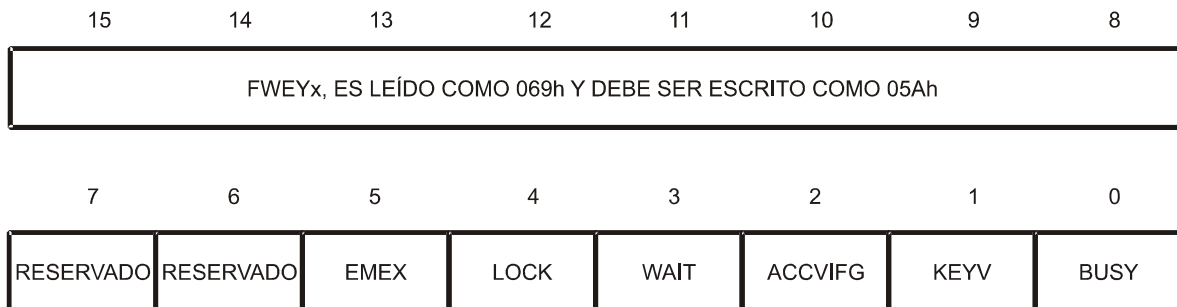 15 14 13 12 11 10 9 8
FWEYx, ES LEÍDO COMO 069h Y DEBE SER ESCRITO COMO 05Ah
7 6 5 4 3 2 1 0
RESERVADO RESERVADO EMEX LOCK WAIT ACCVIFG KEYV BUSY